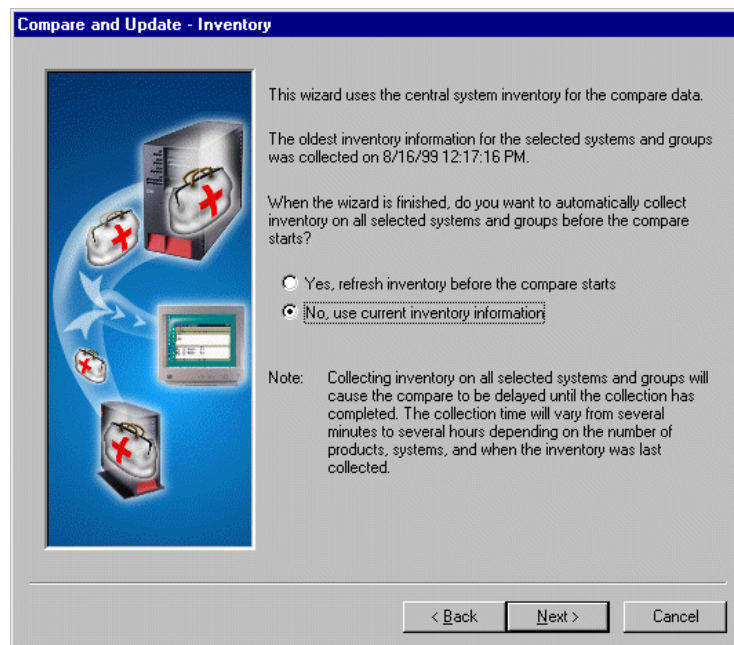 Compare and Update - Inventory
This wizard uses the central system inventory for the compare data.
The oldest inventory information for the selected systems and groups
was collected on 8/16/99 12:17:16 PM.
When the wizard is finished, do you want to automatically collect
inventory on all selected systems and groups before the compare
starts?
Yes, refresh inventory before the compare starts
No, use current inventory information
Note: Collecting inventory on all selected systems and groups will
cause the compare to be delayed until the collection has
completed. The collection time will vary from several
minutes to several hours depending on the number of
products, systems, and when the inventory was last
collected.
< Back Next > Cancel